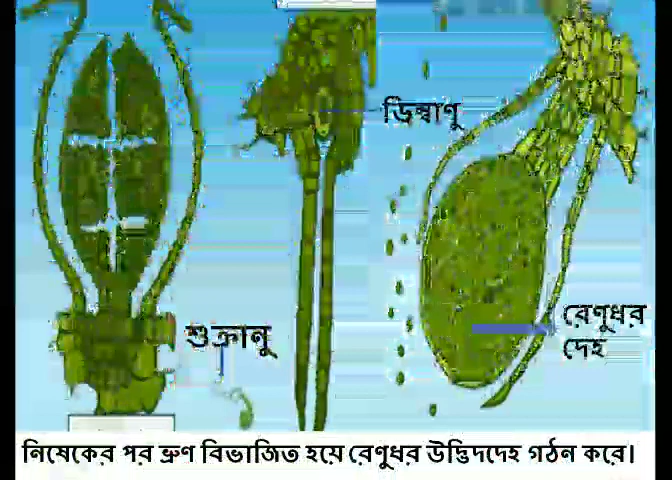 ডিম্বাণু
শুক্রানু
রেণুধর
দেহ
নিষেকের পর ভ্রুণ বিভাজিত হয়ে রেণুধর উদ্ভিদদেহ গঠন করে।